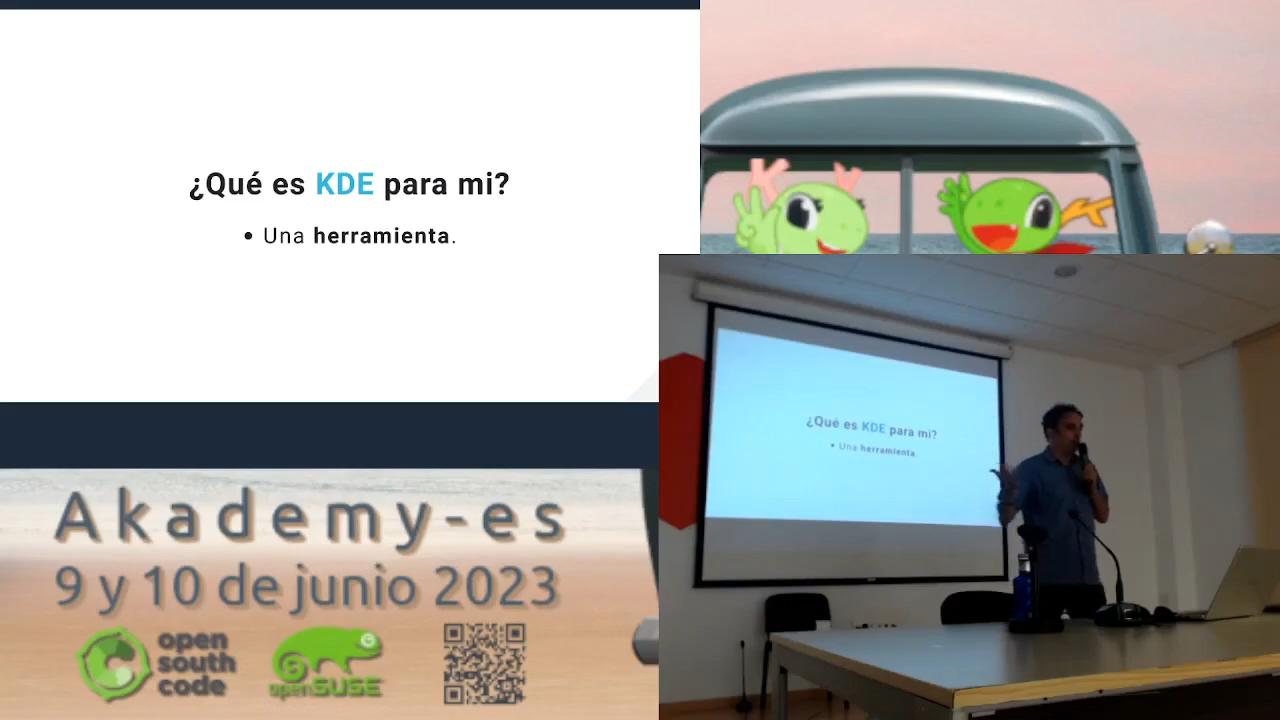 ¿Qué es KDE para mi?
• Una herramienta.
¿Qué es KDE para mi?
• Una herramienta.
Akademy-es
9 y 10 de junio 2023
open
south
code
openSUSE